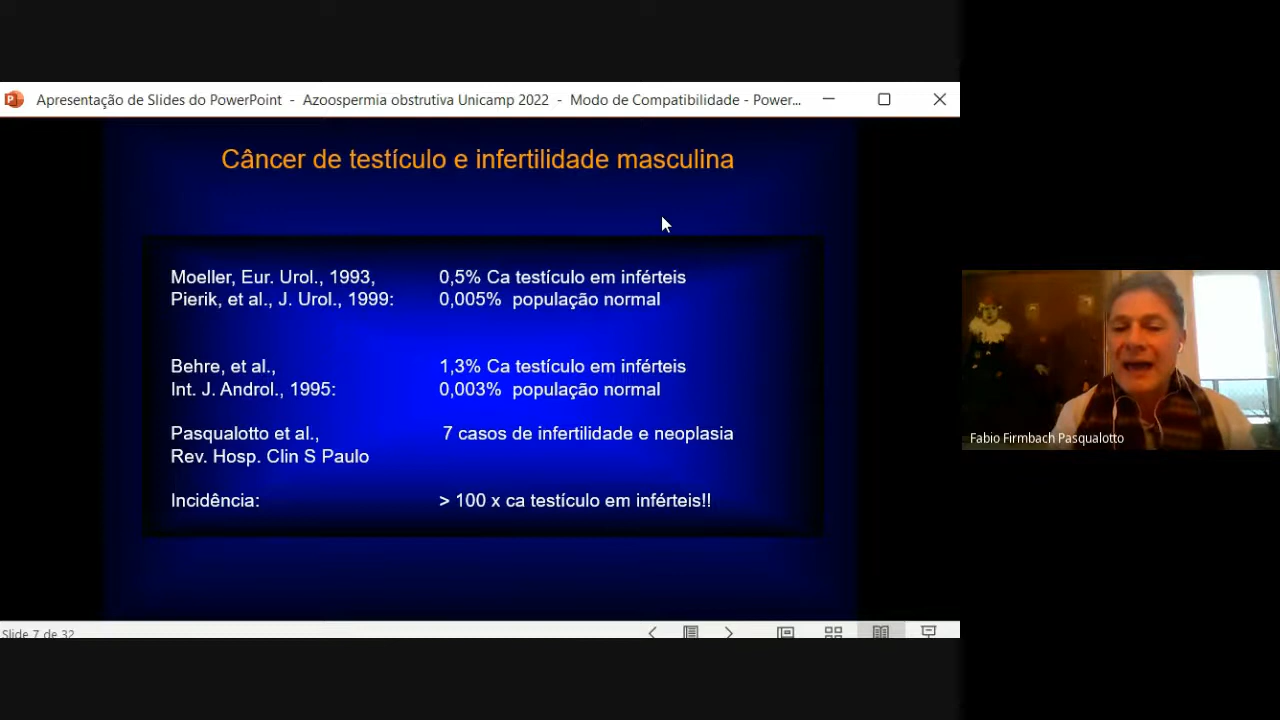 Apresentação de Slides do PowerPoint - Azoospermia obstrutiva Unicamp 2022 - Modo de Compatibilidade - Power...
Câncer de testículo e infertilidade masculina
Moeller, Eur. Urol., 1993, 0,5% Ca testículo em inférteis
Pierik, et al., J. Urol., 1999: 0,005% população normal
Behre, et al., 1,3% Ca testículo em inférteis
Int. J. Androl., 1995: 0,003% população normal
Pasqualotto et al., 7 casos de infertilidade e neoplasia
Rev. Hosp. Clin S Paulo
Incidência: > 100 x ca testículo em inférteis!!
Slide 7 de 32
Fabio Firmbach Pasqualotto